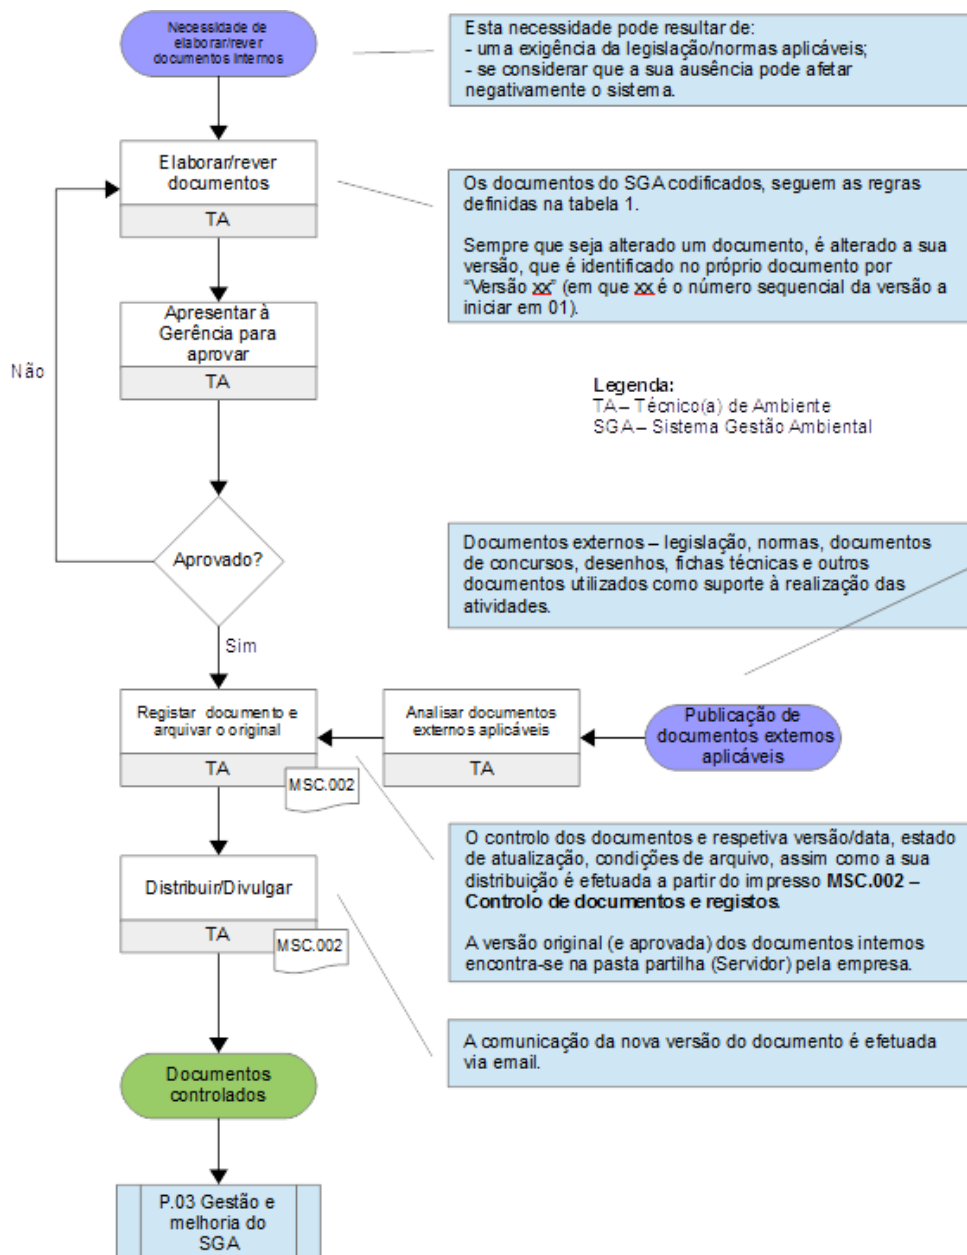 Necessidade de
elaborar/rever
documentos internos
Esta necessidade pode resultar de:
- uma exigência da legislação/normas aplicáveis;
- se considerar que a sua ausência pode afetar
negativamente o sistema.
Elaborar/rever
documentos
TA
Os documentos do SGA codificados, seguem as regras
definidas na tabela 1.
Sempre que seja alterado um documento, é alterado a sua
versão, que é identificado no próprio documento por
“Versão xx” (em que xx é o número sequencial da versão a
iniciar em 01).
Apresentar à
Gerência para
aprovar
TA
Não
Legenda:
TA – Técnico(a) de Ambiente
SGA – Sistema Gestão Ambiental
Aprovado?
Sim
Documentos externos – legislação, normas, documentos
de concursos, desenhos, fichas técnicas e outros
documentos utilizados como suporte à realização das
atividades.
Registar documento e
arquivar o original
TA
MSC.002
Analisar documentos
externos aplicáveis
TA
Publicação de
documentos externos
aplicáveis
O controlo dos documentos e respetiva versão/data, estado
de atualização, condições de arquivo, assim como a sua
distribuição é efetuada a partir do impresso MSC.002 –
Controlo de documentos e registos.
A versão original (e aprovada) dos documentos internos
encontra-se na pasta partilha (Servidor) pela empresa.
Distribuir/Divulgar
TA
MSC.002
A comunicação da nova versão do documento é efetuada
via email.
Documentos
controlados
P.03 Gestão e
melhoria do
SGA